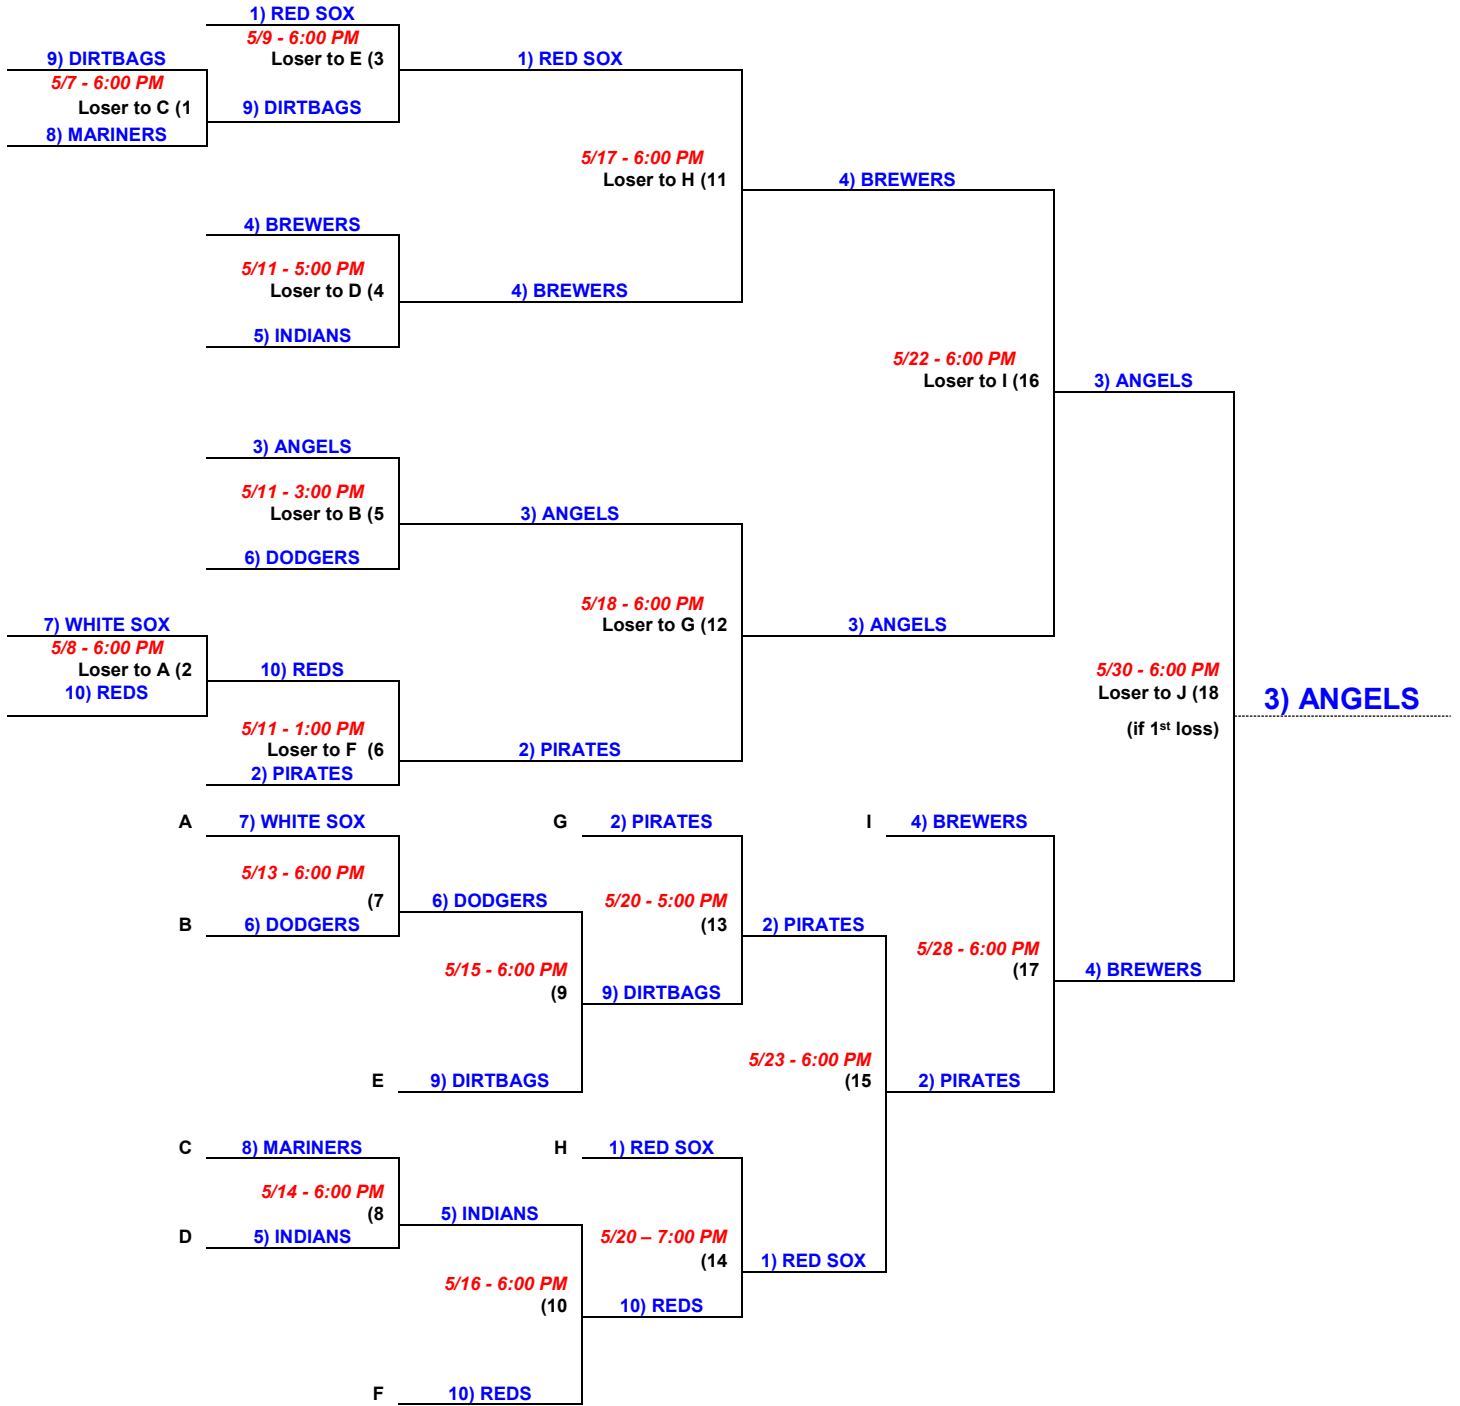 1) RED SOX
5/9 - 6:00 PM
Loser to E (3
9) DIRTBAGS
1) RED SOX
5/7 - 6:00 PM
Loser to C (1
9) DIRTBAGS
8) MARINERS
5/17 - 6:00 PM
Loser to H (11
4) BREWERS
4) BREWERS
5/11 - 5:00 PM
Loser to D (4
4) BREWERS
5) INDIANS
5/22 - 6:00 PM
Loser to I (16
3) ANGELS
3) ANGELS
5/11 - 3:00 PM
Loser to B (5
3) ANGELS
6) DODGERS
5/18 - 6:00 PM
Loser to G (12
3) ANGELS
7) WHITE SOX
5/8 - 6:00 PM
Loser to A (2
10) REDS
10) REDS
5/30 - 6:00 PM
Loser to J (18
(if 1st loss)
3) ANGELS
5/11 - 1:00 PM
Loser to F (6
2) PIRATES
2) PIRATES
A
7) WHITE SOX
G
2) PIRATES
I
4) BREWERS
5/13 - 6:00 PM
(7
6) DODGERS
B
6) DODGERS
5/20 - 5:00 PM
(13
2) PIRATES
5/28 - 6:00 PM
(17
4) BREWERS
5/15 - 6:00 PM
(9
9) DIRTBAGS
5/23 - 6:00 PM
(15
2) PIRATES
E
9) DIRTBAGS
C
8) MARINERS
H
1) RED SOX
5/14 - 6:00 PM
(8
5) INDIANS
D
5) INDIANS
5/20 – 7:00 PM
(14
1) RED SOX
5/16 - 6:00 PM
(10
10) REDS
F
10) REDS